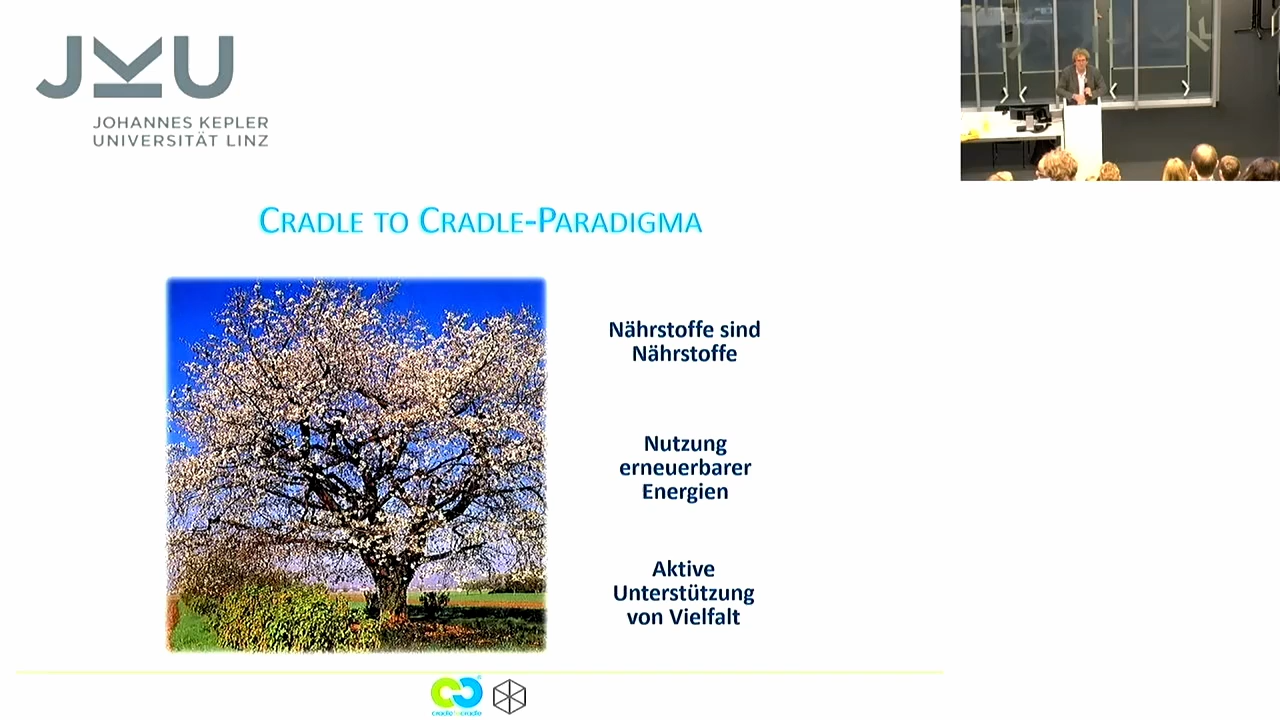 JKU
JOHANNES KEPLER
UNIVERSITÄT LINZ
CRADLE TO CRADLE-PARADIGMA
Nährstoffe sind
Nährstoffe
Nutzung
erneuerbarer
Energien
Aktive
Unterstützung
von Vielfalt
cradletocradle